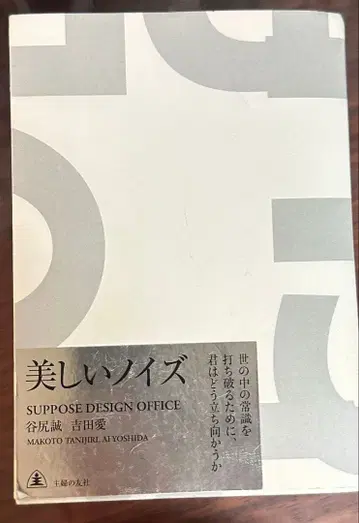 美しいノイズ
SUPPOSE DESIGN OFFICE
谷尻誠 吉田愛
MAKOTO TANIJIRI, AI YOSHIDA
主婦の友社
世の中の常識を
打ち破るために、
君はどう立ち向かうか